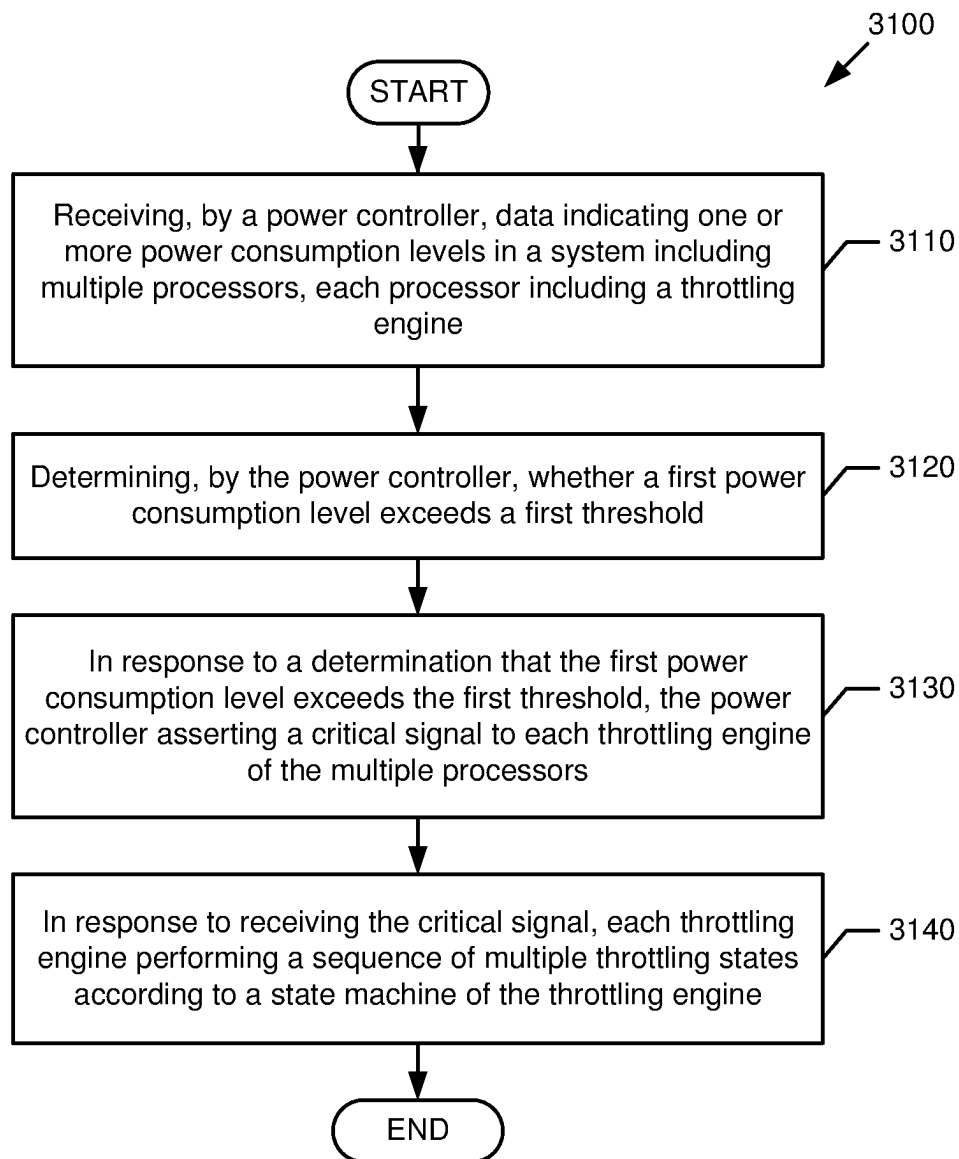 3100
START
Receiving, by a power controller, data indicating one or
more power consumption levels in a system including
multiple processors, each processor including a throttling
engine
3110
Determining, by the power controller, whether a first power
consumption level exceeds a first threshold
3120
In response to a determination that the first power
consumption level exceeds the first threshold, the power
controller asserting a critical signal to each throttling engine
of the multiple processors
3130
In response to receiving the critical signal, each throttling
engine performing a sequence of multiple throttling states
according to a state machine of the throttling engine
3140
END